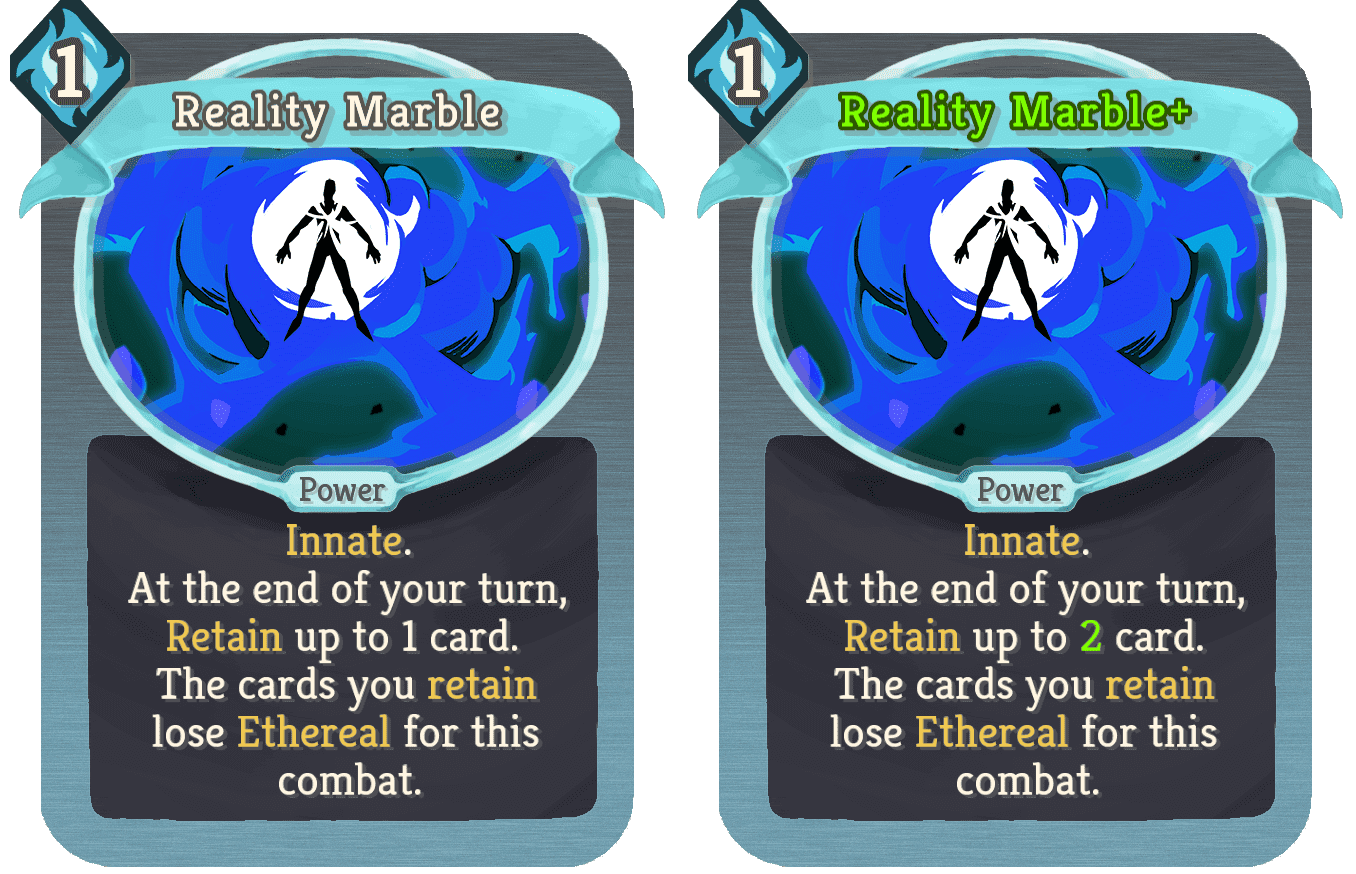 1
Reality Marble
Power
Innate.
At the end of your turn,
Retain up to 1 card.
The cards you retain
lose Ethereal for this
combat.
1
Reality Marble+
Power
Innate.
At the end of your turn,
Retain up to 2 card.
The cards you retain
lose Ethereal for this
combat.